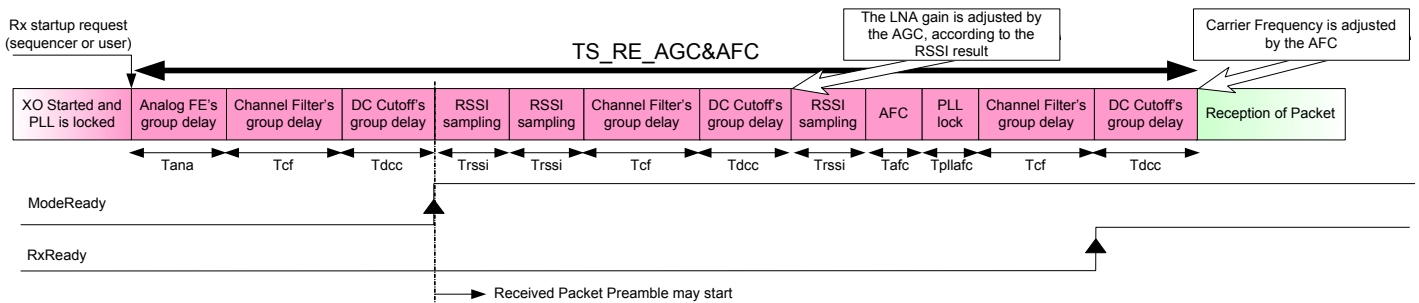 Rx startup request
(sequencer or user)
The LNA gain is adjusted by
the AGC, according to the
RSSI result
Carrier Frequency is adjusted
by the AFC
TS_RE_AGC&AFC
XO Started and
PLL is locked
Analog FE's
group delay
Channel Filter's
group delay
DC Cutoff's
group delay
RSSI
sampling
RSSI
sampling
Channel Filter's
group delay
DC Cutoff's
group delay
RSSI
sampling
AFC
PLL
lock
Channel Filter's
group delay
DC Cutoff's
group delay
Reception of Packet
Tana
Tcf
Tdcc
Trssi
Trssi
Tcf
Tdcc
Trssi
Tafc
Tpllafc
Tcf
Tdcc
ModeReady
RxReady
Received Packet Preamble may start